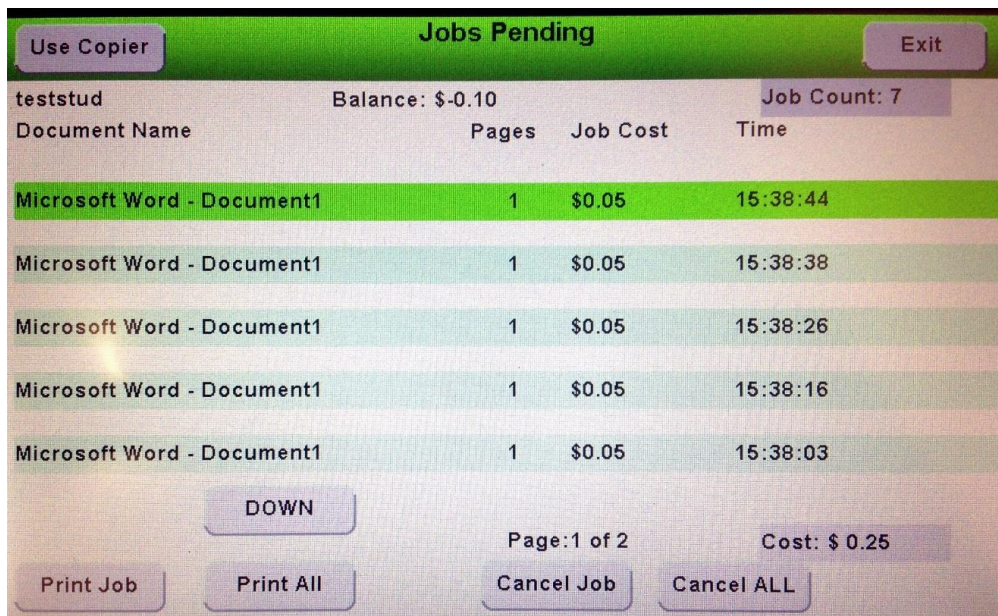 Use Copier Jobs Pending Exit
teststud Balance: $-0.10 Job Count: 7
Document Name Pages Job Cost Time
Microsoft Word - Document1 1 $0.05 15:38:44
Microsoft Word - Document1 1 $0.05 15:38:38
Microsoft Word - Document1 1 $0.05 15:38:26
Microsoft Word - Document1 1 $0.05 15:38:16
Microsoft Word - Document1 1 $0.05 15:38:03
DOWN
Page:1 of 2 Cost: $ 0.25
Print Job Print All Cancel Job Cancel ALL